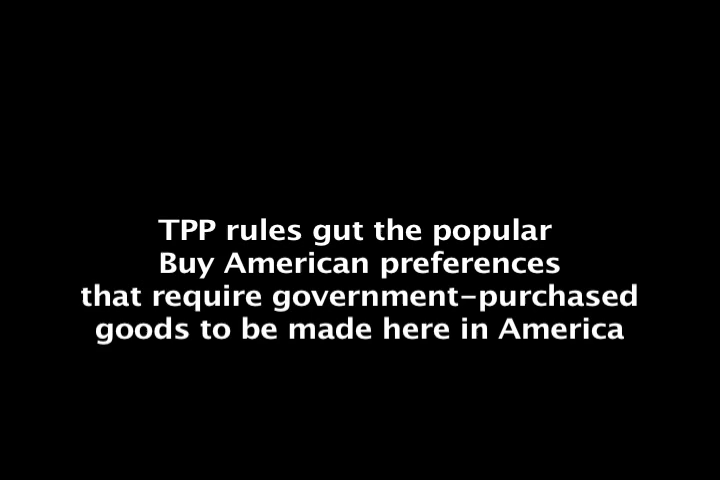 TPP rules gut the popular
Buy American preferences
that require government–purchased
goods to be made here in America